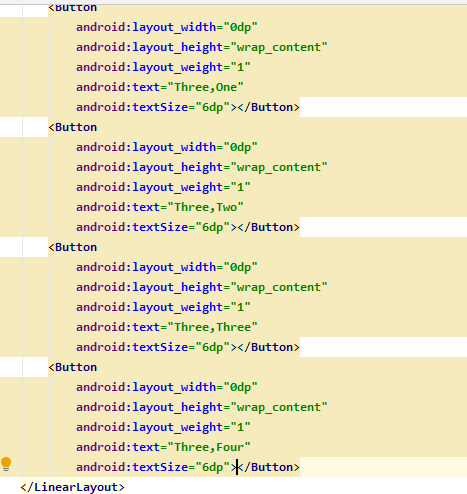 <Button
android:layout_width="0dp"
android:layout_height="wrap_content"
android:layout_weight="1"
android:text="Three,One"
android:textSize="6dp"></Button>
<Button
android:layout_width="0dp"
android:layout_height="wrap_content"
android:layout_weight="1"
android:text="Three,Two"
android:textSize="6dp"></Button>
<Button
android:layout_width="0dp"
android:layout_height="wrap_content"
android:layout_weight="1"
android:text="Three,Three"
android:textSize="6dp"></Button>
<Button
android:layout_width="0dp"
android:layout_height="wrap_content"
android:layout_weight="1"
android:text="Three,Four"
android:textSize="6dp"></Button>
</LinearLayout>